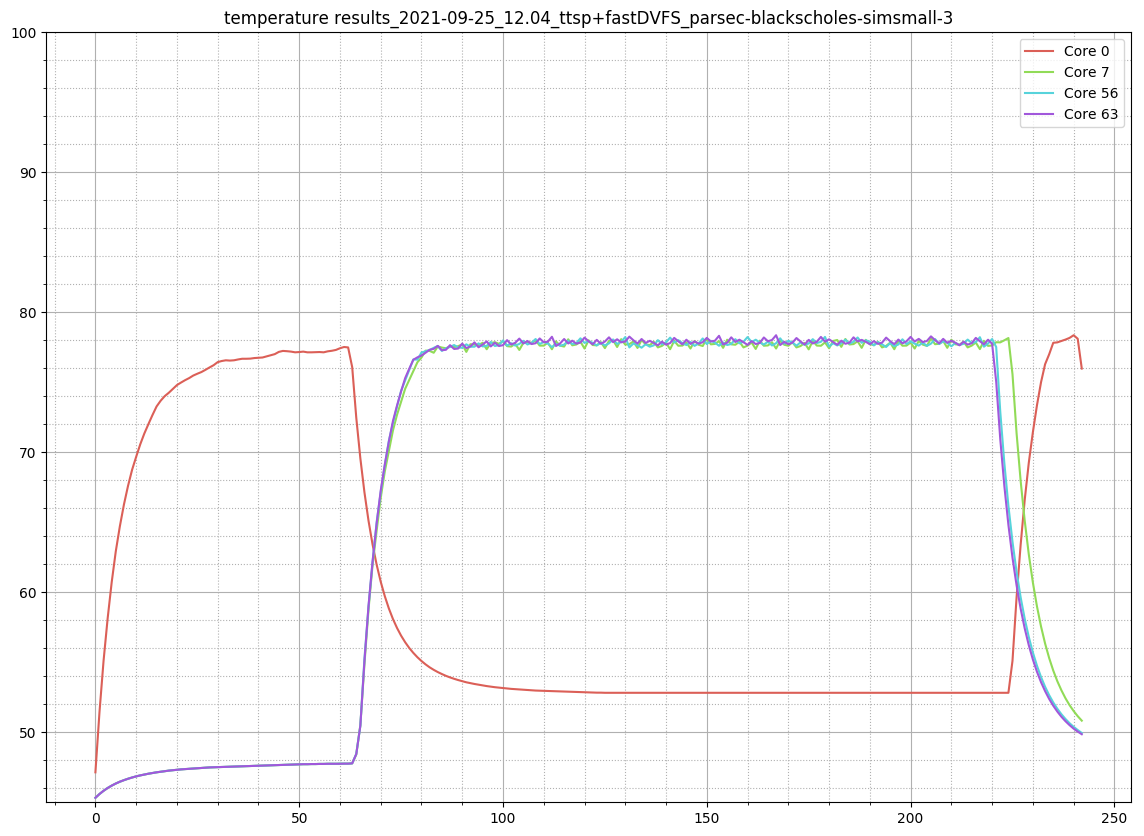 temperature results_2021-09-25_12.04_ttsp+fastDVFS_parsec-blackscholes-simsmall-3
100
90
80
70
60
50
0 50 100 150 200 250
Core 0
Core 7
Core 56
Core 63